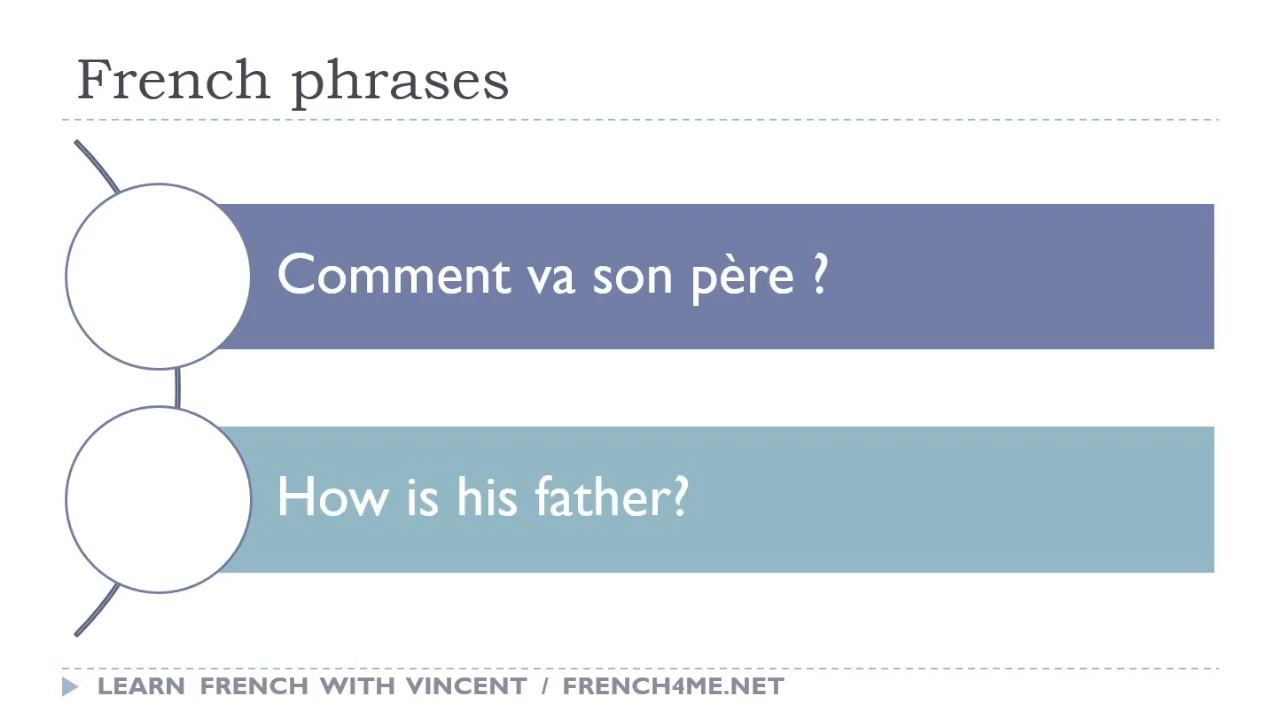 French phrases
Comment va son père ?
How is his father?
LEARN FRENCH WITH VINCENT / FRENCH4ME.NET